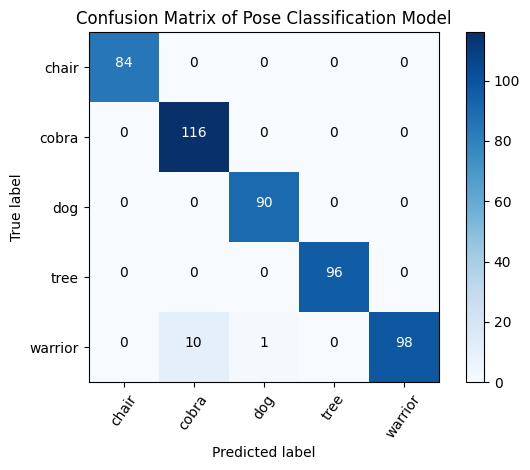 Confusion Matrix of Pose Classification Model
chair 84 0 0 0 0
cobra 0 116 0 0 0
dog 0 0 90 0 0
tree 0 0 0 96 0
warrior 0 10 1 0 98
chair cobra dog tree warrior
Predicted label
True label
100
80
60
40
20
0